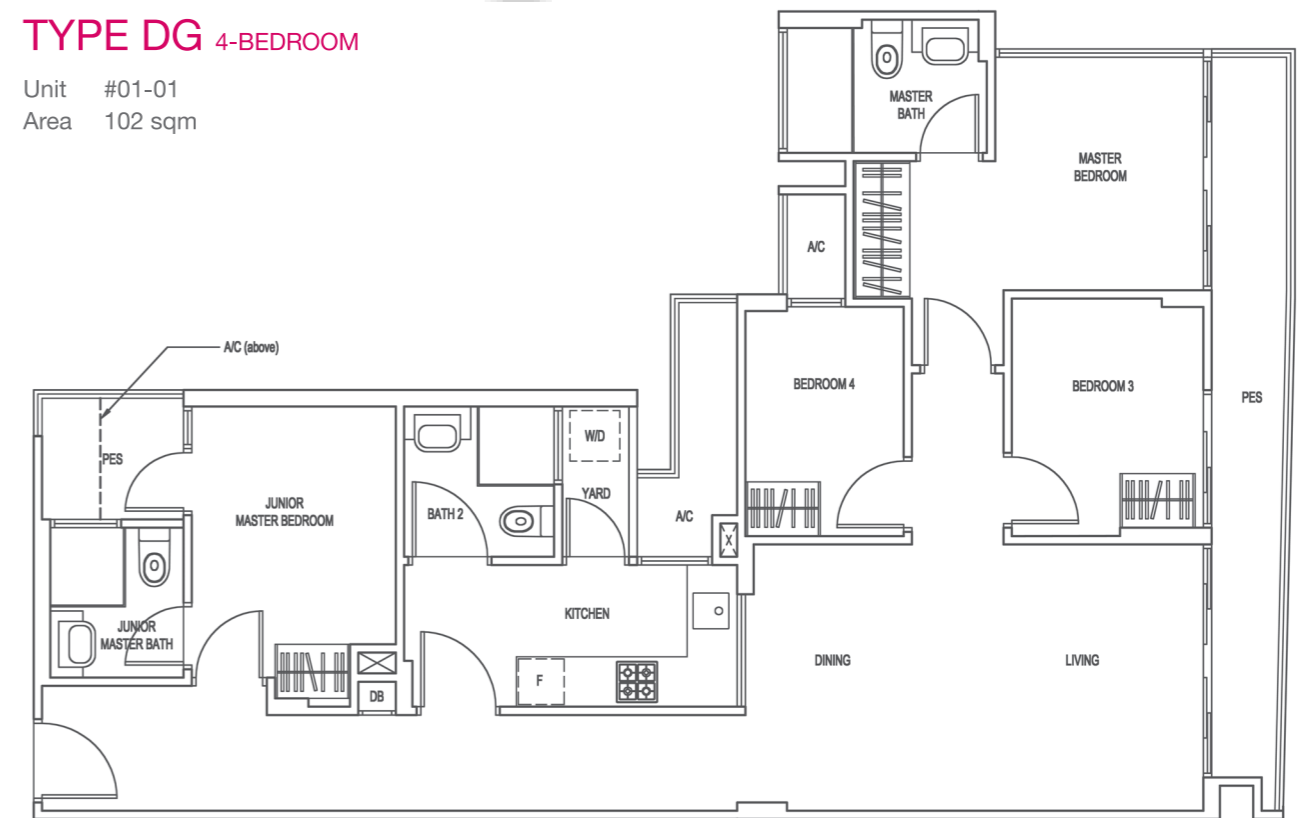 TYPE DG 4-BEDROOM
Unit #01-01
Area 102 sqm
MASTER
BATH
MASTER
BEDROOM
A/C
A/C (above)
BEDROOM 4
BEDROOM 3
PES
W/D
PES
YARD
JUNIOR
MASTER BEDROOM
BATH 2
A/C
X
KITCHEN
JUNIOR
MASTER BATH
DINING
LIVING
F
DB